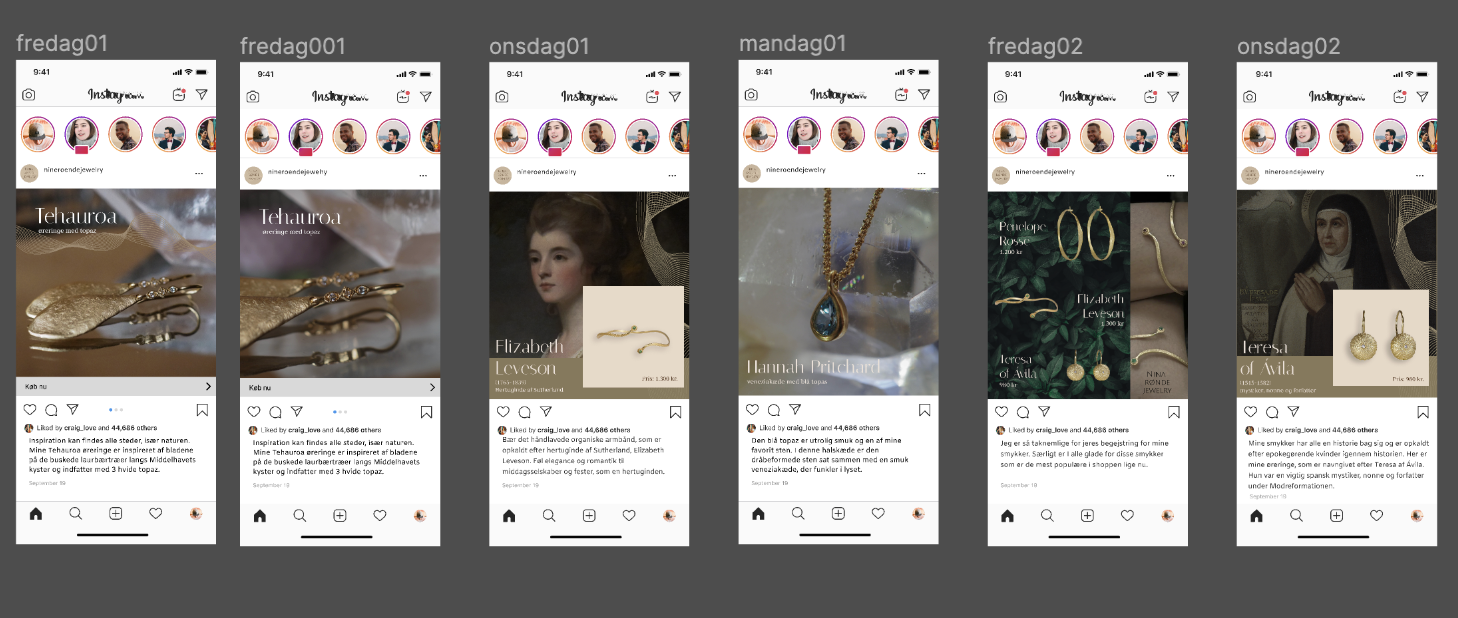 fredag01
9:41
Instagram
nineroendejewelry
Tehauroa
øreringe med topaz
Køb nu
Liked by craig_love and 44,686 others
Inspiration kan findes alle steder, især naturen.
Mine Tehauroa øreringe er inspireret af bladene
på de buskede laurbærtræer langs Middelhavets
kyster og indfatter med 3 hvide topaz.
September 19
fredag001
9:41
Instagram
nineroendejewelry
Tehauroa
øreringe med topaz
Køb nu
Liked by craig_love and 44,686 others
Inspiration kan findes alle steder, især naturen.
Mine Tehauroa øreringe er inspireret af bladene
på de buskede laurbærtræer langs Middelhavets
kyster og indfatter med 3 hvide topaz.
September 19
onsdag01
9:41
Instagram
nineroendejewelry
Elizabeth
Leveson
(1765-1839)
Hertuginde af Sutherland
Pris: 1.300 kr.
Liked by craig_love and 44,686 others
Bær det håndlavede organiske armbånd, som er
opkaldt efter hertuginde af Sutherland, Elizabeth
Leveson. Føl elegance og romantik til
middagsselskaber og fester, som en hertuginden.
September 19
mandag01
9:41
Instagram
nineroendejewelry
Hannah Pritchard
veneziakæde med blå topaz
Liked by craig_love and 44,686 others
Den blå topaz er utrolig smuk og en af mine
favorit sten. I denne halskæde er den
dråbeformede sten sat sammen med en smuk
veneziakæde, der funkler i lyset.
September 19
fredag02
9:41
Instagram
nineroendejewelry
Penelope
Rosse
1.200 kr
Elizabeth
Leveson
1.300 kr
Teresa
of Avila
960 kr
NINA
RØNDE
JEWELRY
Liked by craig_love and 44,686 others
Jeg er så taknemlige for jeres begejstring for mine
smykker. Særligt er I alle glade for disse smykker
som er de mest populære i shoppen lige nu.
September 19
onsdag02
9:41
Instagram
nineroendejewelry
Teresa
of Avila
(1515-1582)
mystiker, nonne og forfatter
Pris: 960 kr.
Liked by craig_love and 44,686 others
Mine smykker har alle en historie bag sig og er opkaldt
efter epokegørende kvinder igennem historien. Her er
mine øreringe, som er navngivet efter Teresa af Ávila.
Hun var en vigtig spansk mystiker, nonne og forfatter
under Modreformationen.
September 19